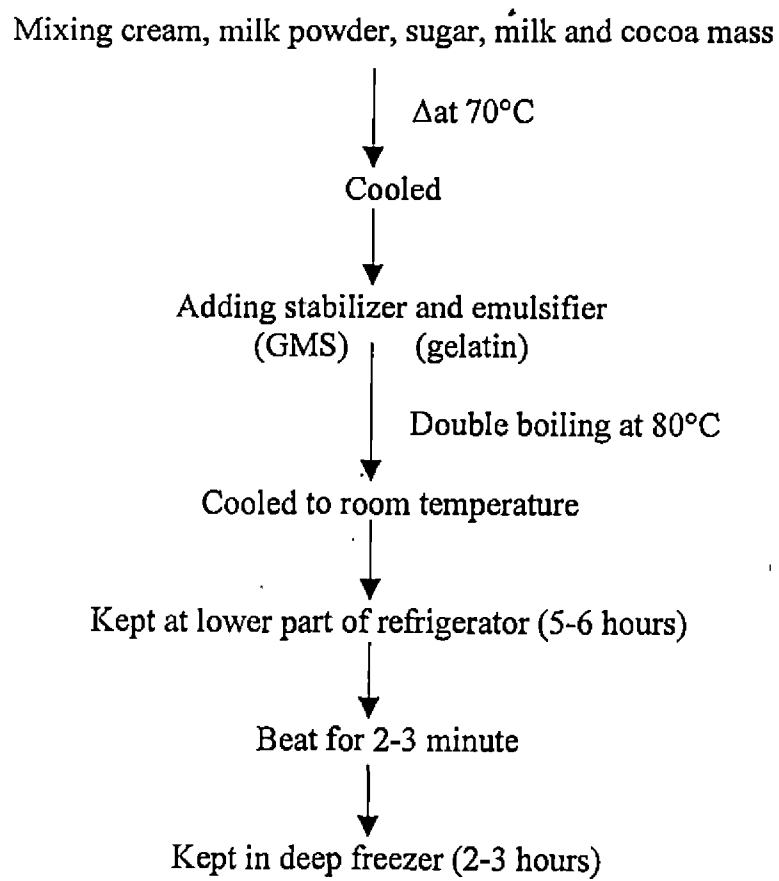 Mixing cream, milk powder, sugar, milk and cocoa mass
Δat 70°C
Cooled
Adding stabilizer and emulsifier
(GMS) (gelatin)
Double boiling at 80°C
Cooled to room temperature
Kept at lower part of refrigerator (5-6 hours)
Beat for 2-3 minute
Kept in deep freezer (2-3 hours)